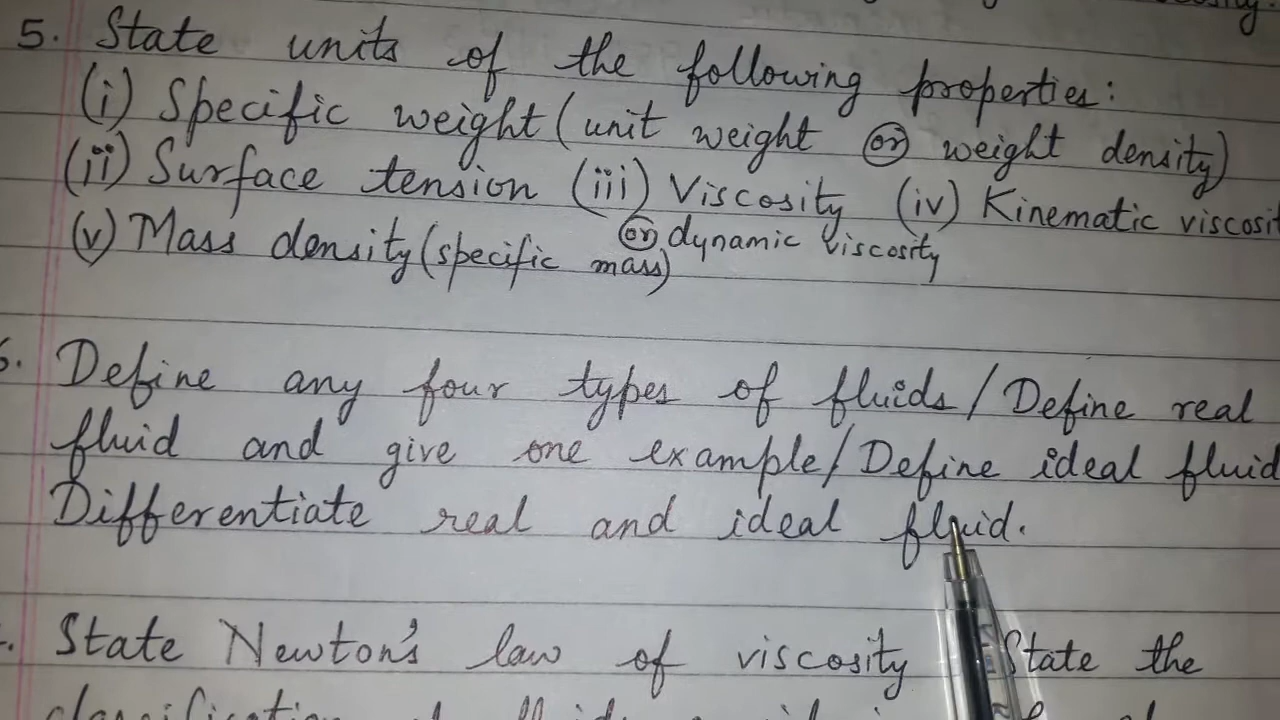 5. State units of the following properties:
(i) Specific weight (unit weight or weight density)
(ii) Surface tension (iii) Viscosity (iv) Kinematic viscosit
or dynamic viscosity
(v) Mass density (specific mass)
6. Define any four types of fluids/Define real
fluid and give one example/Define ideal fluid
Differentiate real and ideal fluid.
State Newton's law of viscosity State the